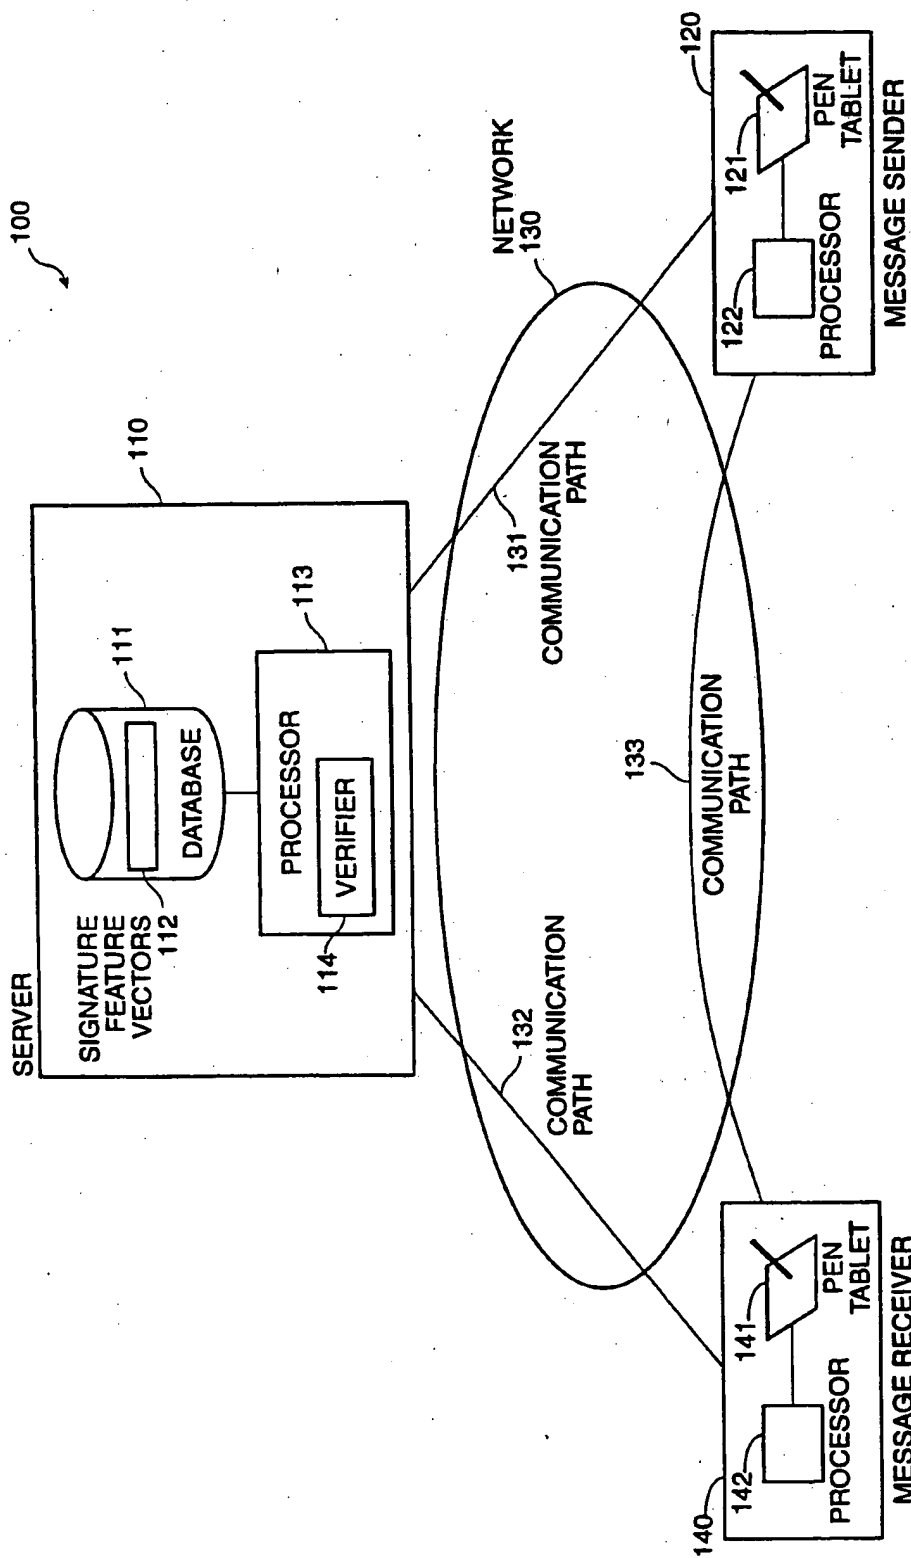 100
SERVER
110
SIGNATURE
FEATURE
VECTORS
112
111
DATABASE
113
PROCESSOR
VERIFIER
114
NETWORK
130
132
COMMUNICATION
PATH
131
COMMUNICATION
PATH
133
COMMUNICATION
PATH
140
142
PROCESSOR
141
PEN
TABLET
MESSAGE RECEIVER
120
122
PROCESSOR
121
PEN
TABLET
MESSAGE SENDER